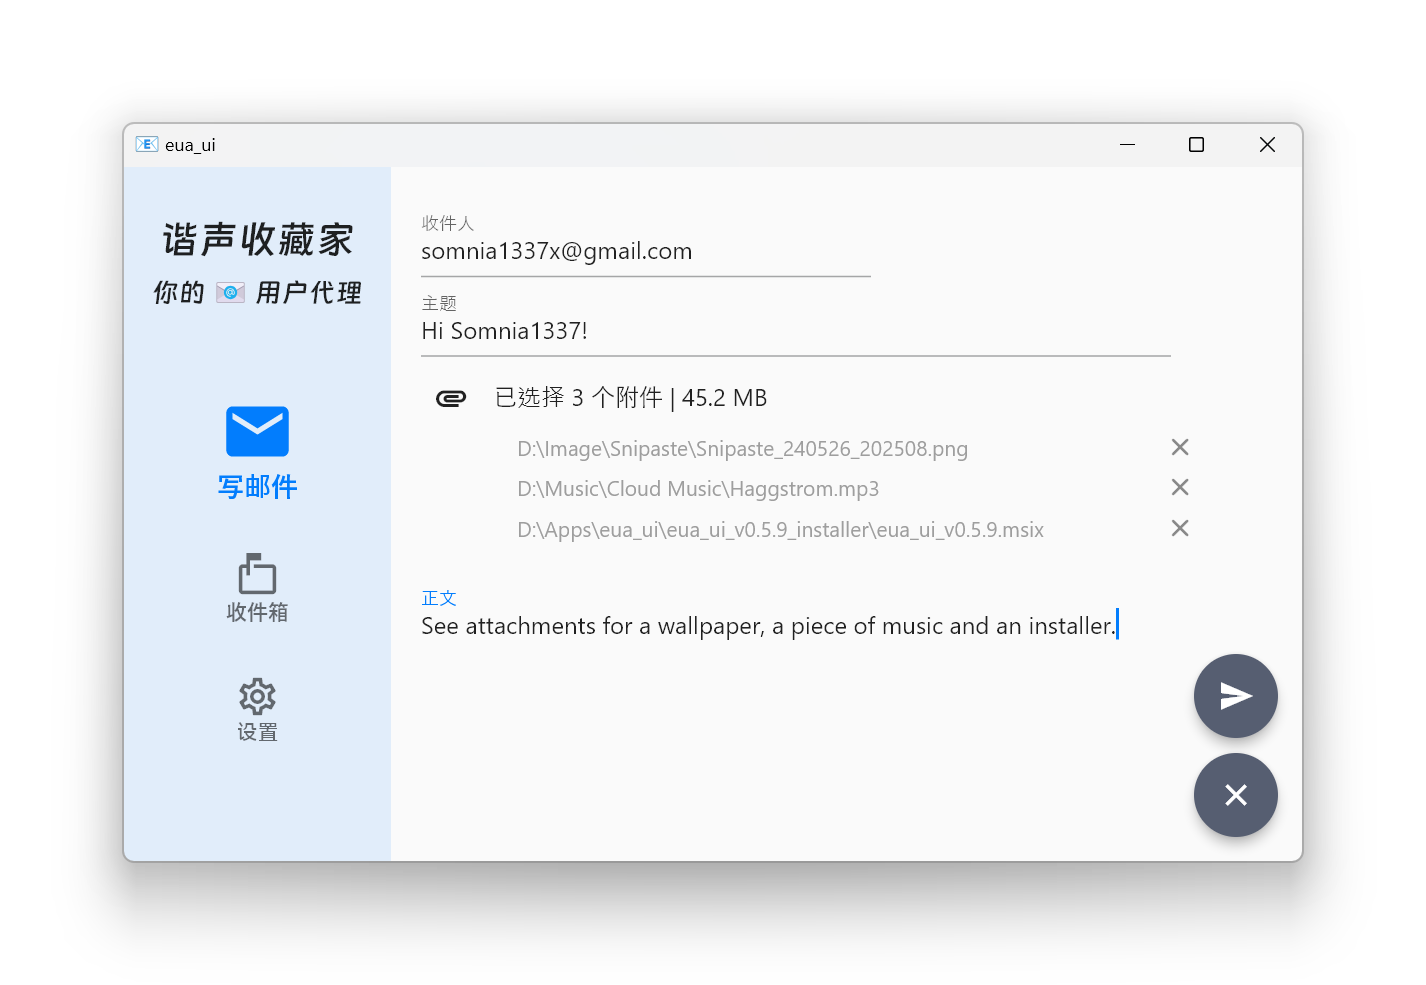 eua_ui
谐声收藏家
你的 📧 用户代理
写邮件
收件箱
设置
收件人
somnia1337x@gmail.com
主题
Hi Somnia1337!
已选择 3 个附件 | 45.2 MB
D:\Image\Snipaste\Snipaste_240526_202508.png
D:\Music\Cloud Music\Haggstrom.mp3
D:\Apps\eua_ui\eua_ui_v0.5.9_installer\eua_ui_v0.5.9.msix
正文
See attachments for a wallpaper, a piece of music and an installer.